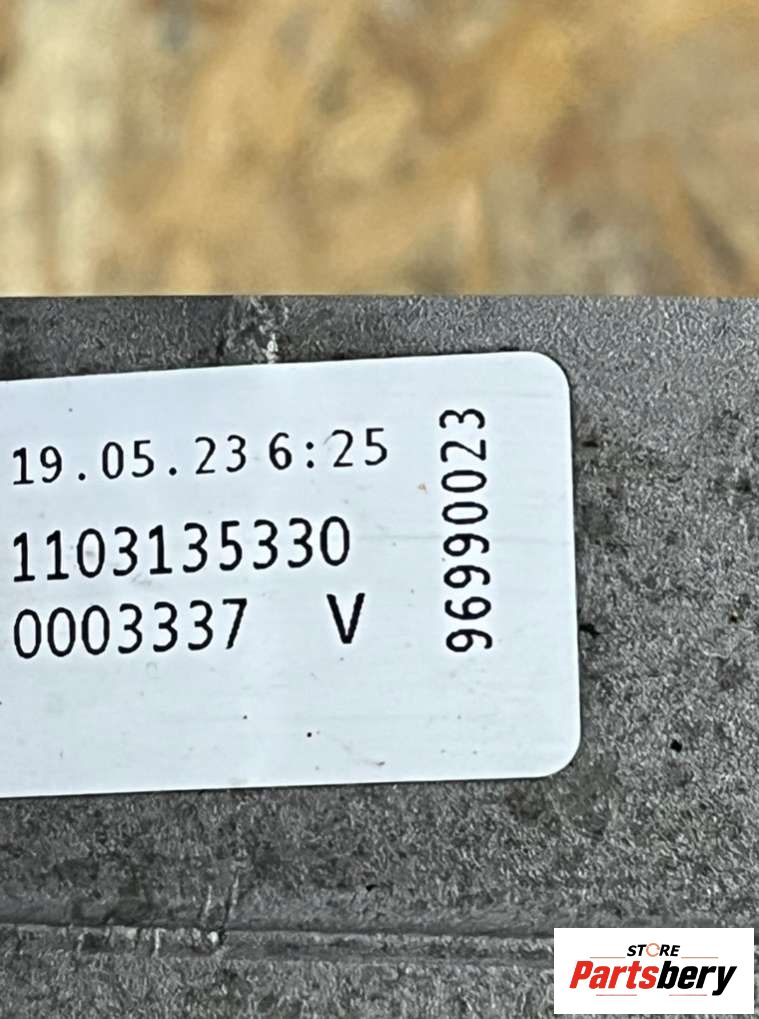 19.05.23 6:25
1103135330
0003337 V
96990023
STORE
Partsbery